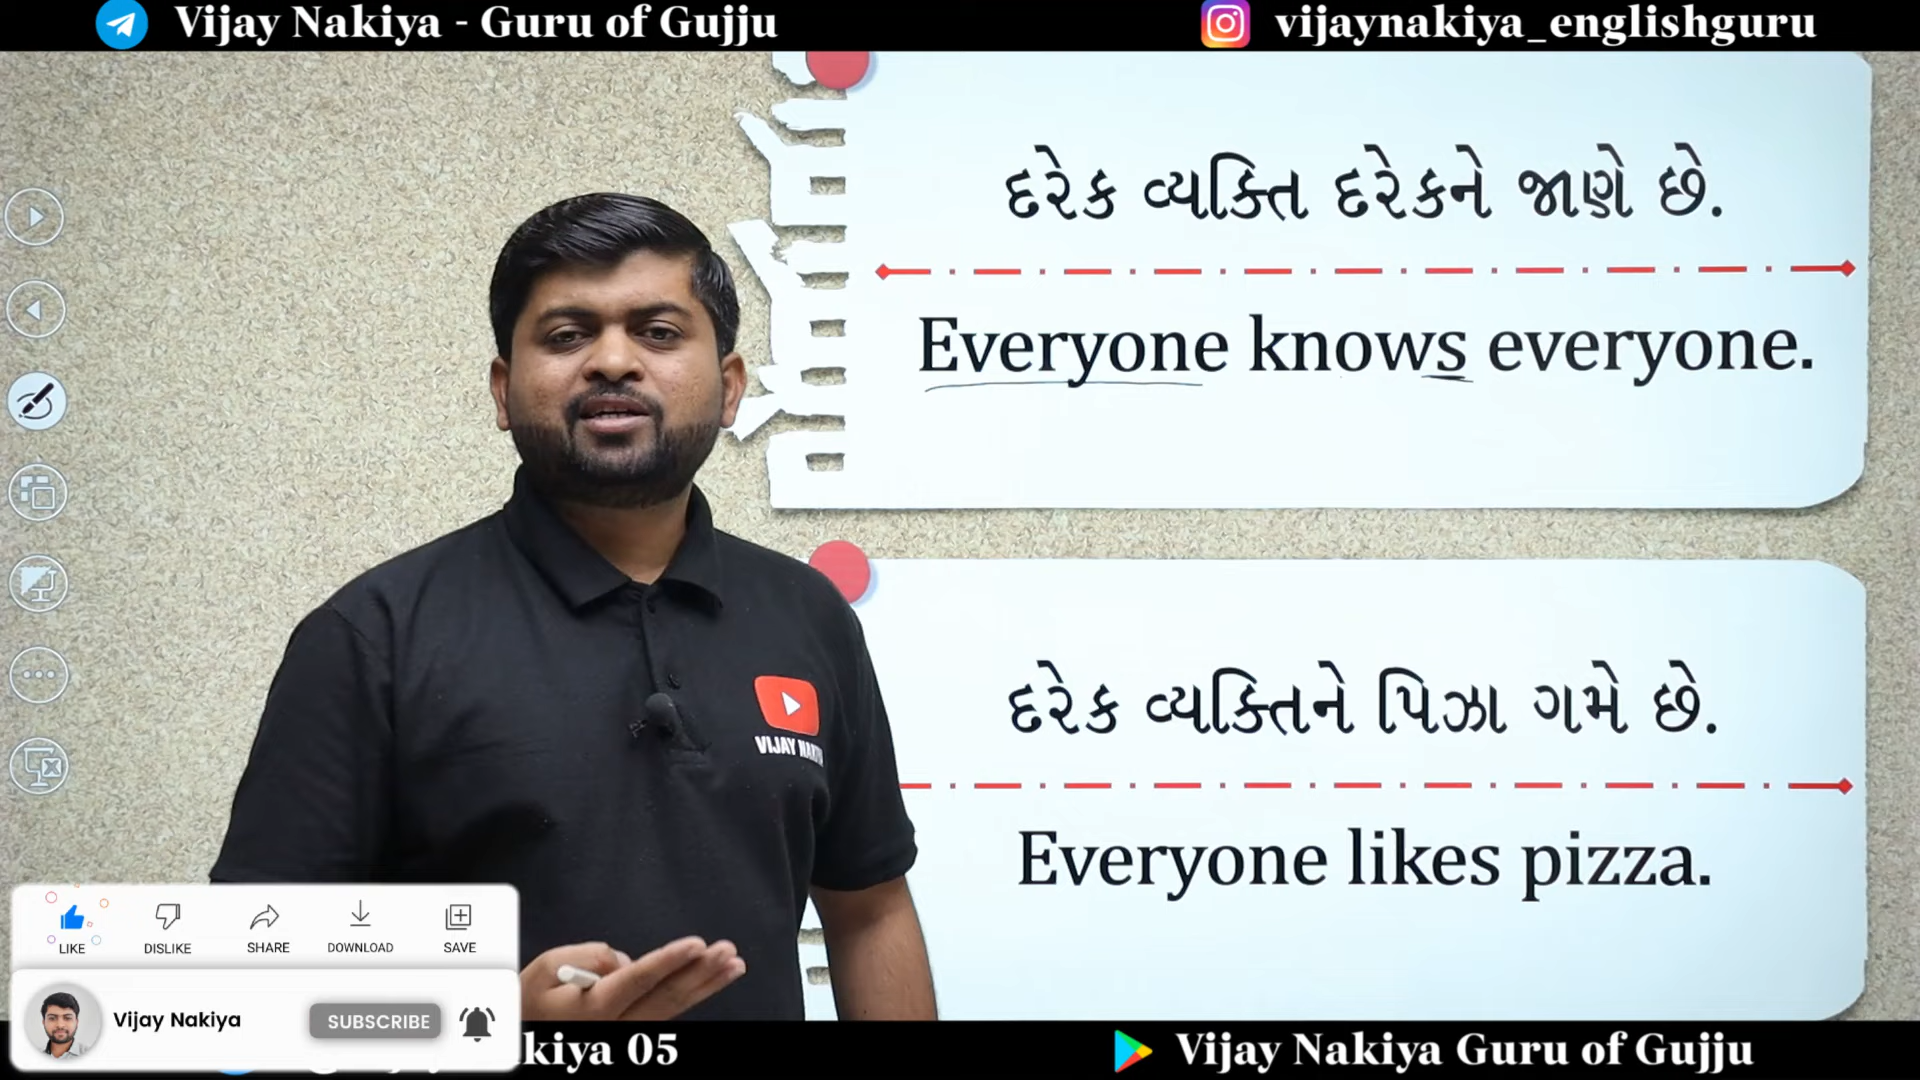 Vijay Nakiya - Guru of Gujju
vijaynakiya_englishguru
દરેક વ્યક્તિ દરેકને જાણે છે.
Everyone knows everyone.
દરેક વ્યક્તિને પિઝા ગમે છે.
Everyone likes pizza.
VIJAY
LIKE DISLIKE SHARE DOWNLOAD SAVE
Vijay Nakiya SUBSCRIBE
kiya 05
Vijay Nakiya Guru of Gujju